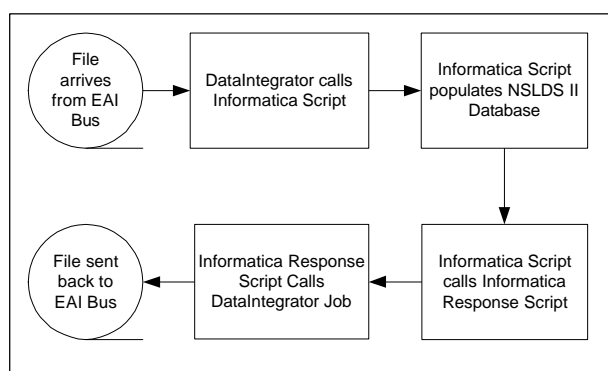 File
arrives
from EAI
Bus
DataIntegrator calls
Informatica Script
Informatica Script
populates NSLDS II
Database
Informatica Script
calls Informatica
Response Script
Informatica Response
Script Calls
DataIntegrator Job
File sent
back to
EAI Bus